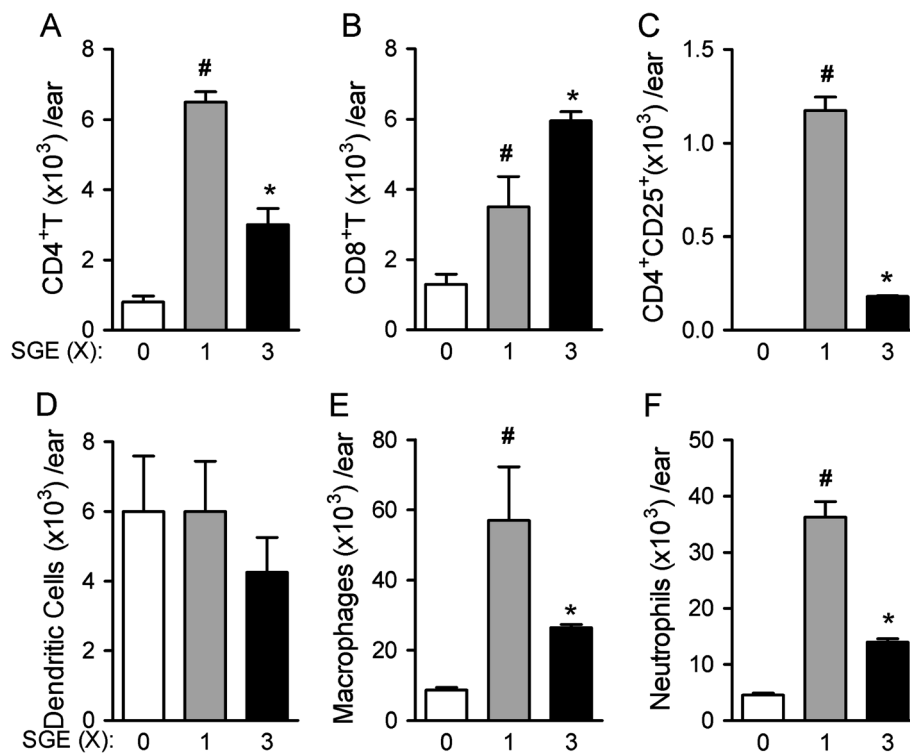 A
CD4⁺T (x10³) /ear
8
6
4
2
0
#
*
SGE (X): 0 1 3
B
CD8⁺T (x10³) /ear
8
6
4
2
0
#
*
0 1 3
C
CD4⁺CD25⁺(x10³) /ear
1.5
1.2
0.6
0.3
0.0
#
*
0 1 3
D
Dendritic Cells (x10³) /ear
8
6
4
2
0
SGE (X): 0 1 3
E
Macrophages (x10³) /ear
80
60
40
20
0
#
*
0 1 3
F
Neutrophils (x10³) /ear
50
40
30
20
10
0
#
*
0 1 3